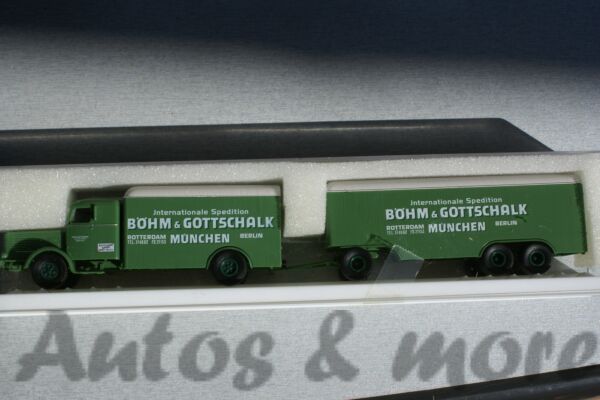 Internationale Spedition
BÖHM & GOTTSCHALK
ROTTERDAM MÜNCHEN BERLIN
Internationale Spedition
BÖHM & GOTTSCHALK
ROTTERDAM MÜNCHEN BERLIN
Autos & more